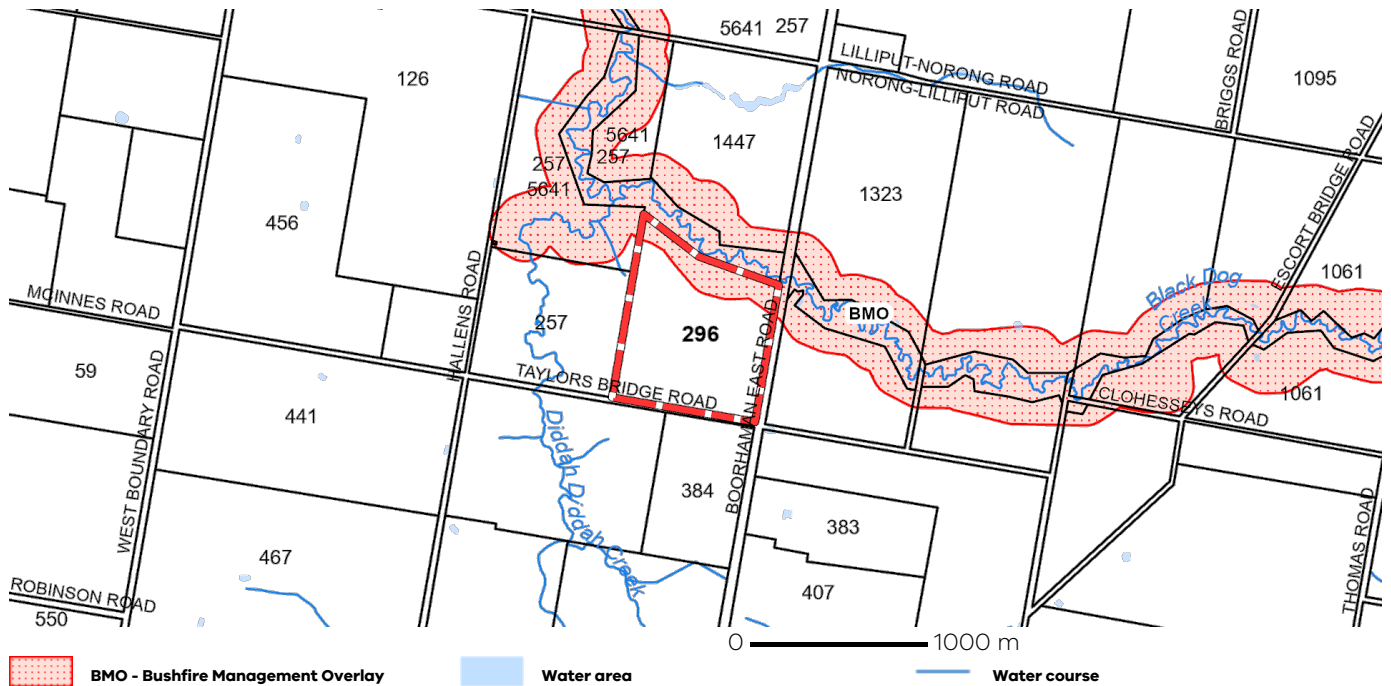 5641 257
LILLIPUT-NORONG ROAD
NORONG-LILLIPUT ROAD
BRIGGS ROAD
1095
126
5641
257
1447
257
5641
1323
ESCORT BRIDGE ROAD
456
HALLENS ROAD
1061
Black Dog
Creek
MCINNES ROAD
257
296
BMO
BOORHAMAN EAST ROAD
59
TAYLORS BRIDGE ROAD
CLOHESSEYS ROAD
1061
WEST BOUNDARY ROAD
441
Diddah Diddah Creek
384
383
467
407
THOMAS ROAD
ROBINSON ROAD
550
0 1000 m
BMO - Bushfire Management Overlay
Water area
Water course